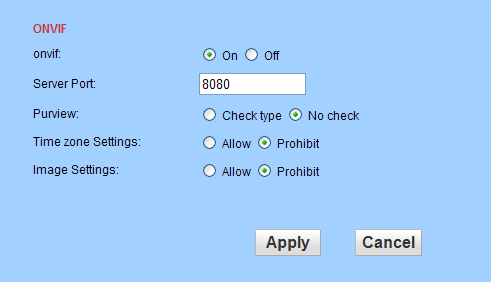 ONVIF
onvif: On Off
Server Port: 8080
Purview: Check type No check
Time zone Settings: Allow Prohibit
Image Settings: Allow Prohibit
Apply Cancel